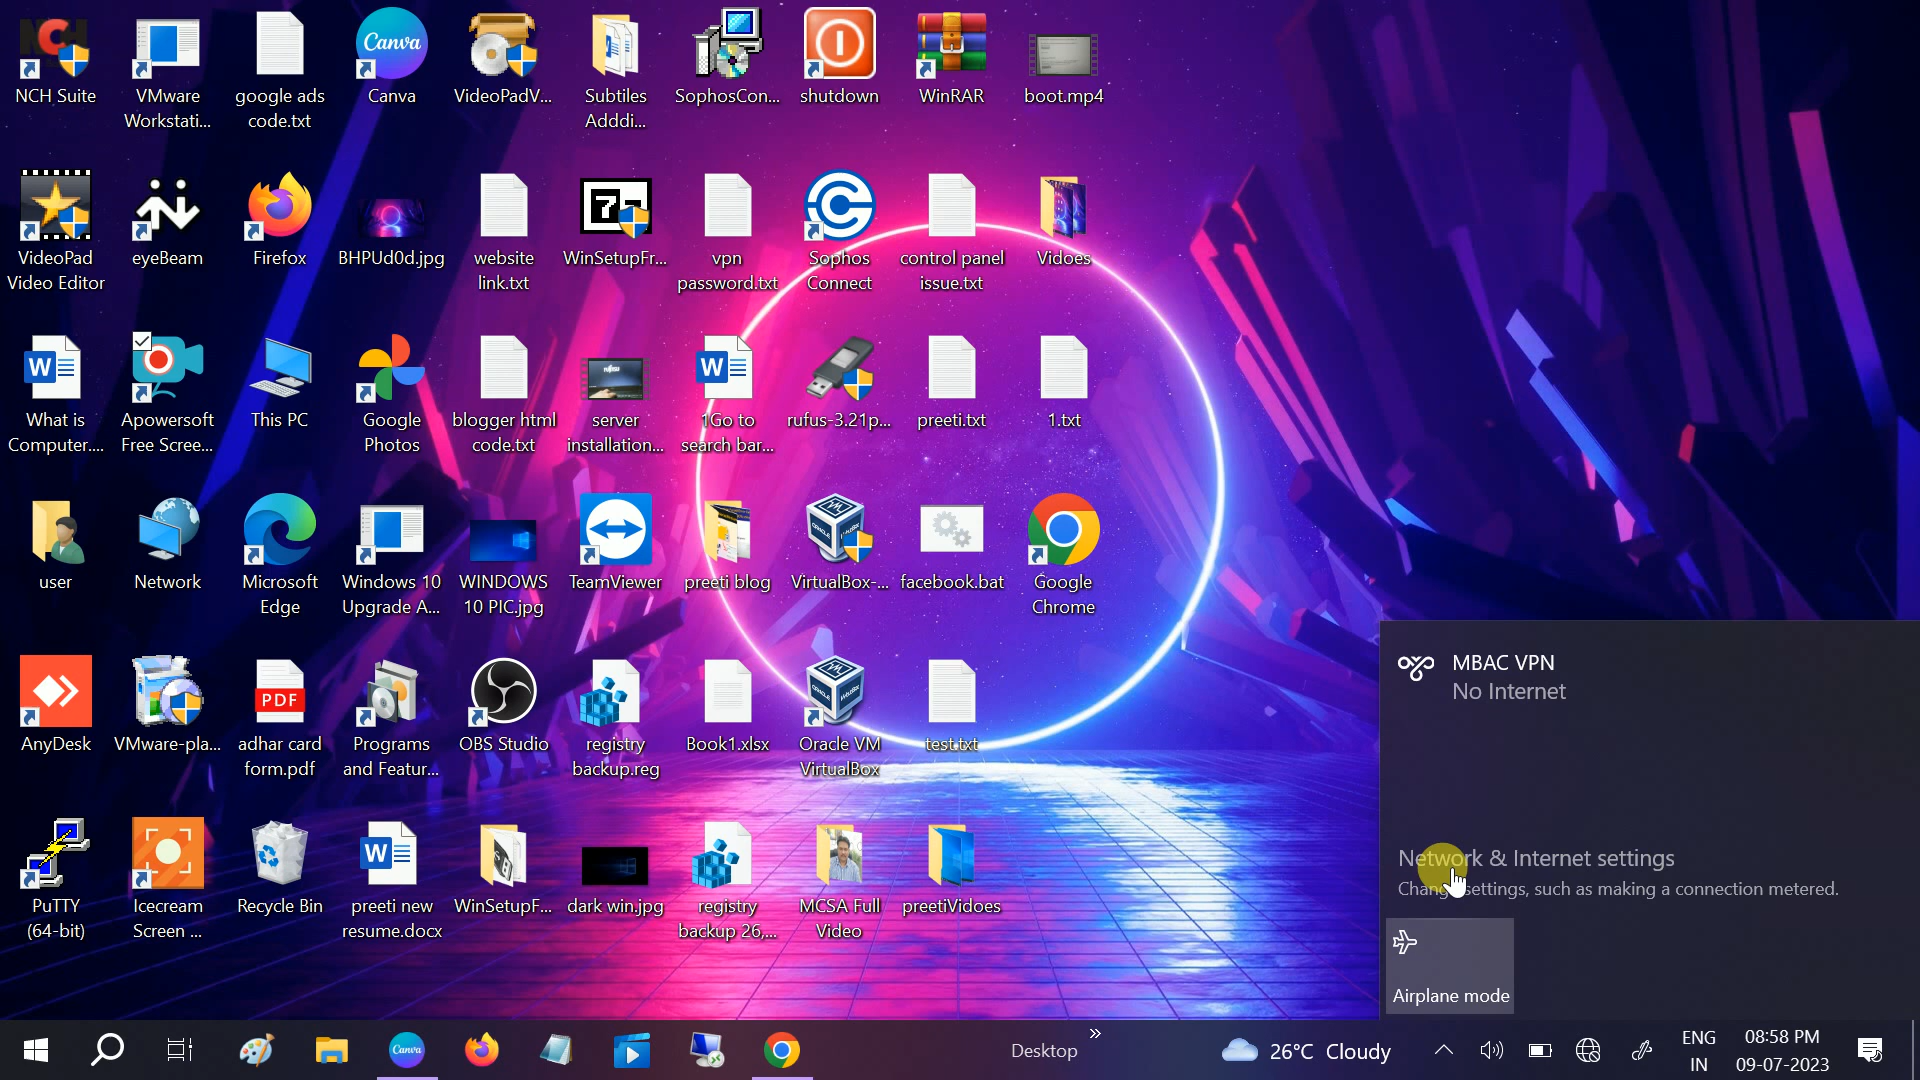 NCH Suite
VMware
Workstati...
google ads
code.txt
Canva
Canva
VideoPadV...
Subtiles
Adddi...
SophosCon...
shutdown
WinRAR
boot.mp4
VideoPad
Video Editor
eyeBeam
Firefox
BHPUd0d.jpg
website
link.txt
WinSetupFr...
vpn
password.txt
Sophos
Connect
control panel
issue.txt
Vidoes
What is
Computer....
Apowersoft
Free Scree...
This PC
Google
Photos
blogger html
code.txt
FUJITSU
server
installation...
1Go to
search bar...
rufus-3.21p...
preeti.txt
1.txt
user
Network
Microsoft
Edge
Windows 10
Upgrade A...
WINDOWS
10 PIC.jpg
TeamViewer
preeti blog
VirtualBox-...
facebook.bat
Google
Chrome
AnyDesk
VMware-pla...
PDF
adhar card
form.pdf
Programs
and Featur...
OBS Studio
registry
backup.reg
Book1.xlsx
Oracle VM
VirtualBox
test.txt
PuTTY
(64-bit)
Icecream
Screen ...
Recycle Bin
preeti new
resume.docx
WinSetupF...
dark win.jpg
registry
backup 26,...
MCSA Full
Video
preetiVidoes
MBAC VPN
No Internet
Network & Internet settings
Change settings, such as making a connection metered.
Airplane mode
Canva
Desktop
26°C Cloudy
ENG
IN
08:58 PM
09-07-2023